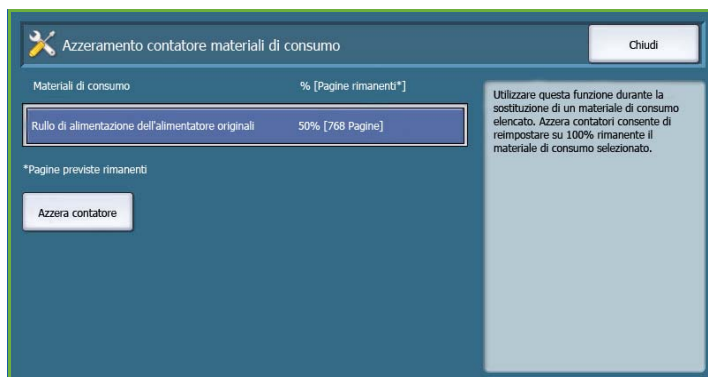 Azzeramento contatore materiali di consumo
Chiudi
Materiali di consumo
% [Pagine rimanenti*]
Rullo di alimentazione dell'alimentatore originali
50% [768 Pagine]
*Pagine previste rimanenti
Azzera contatore
Utilizzare questa funzione durante la
sostituzione di un materiale di consumo
elencato. Azzera contatori consente di
reimpostare su 100% rimanente il
materiale di consumo selezionato.